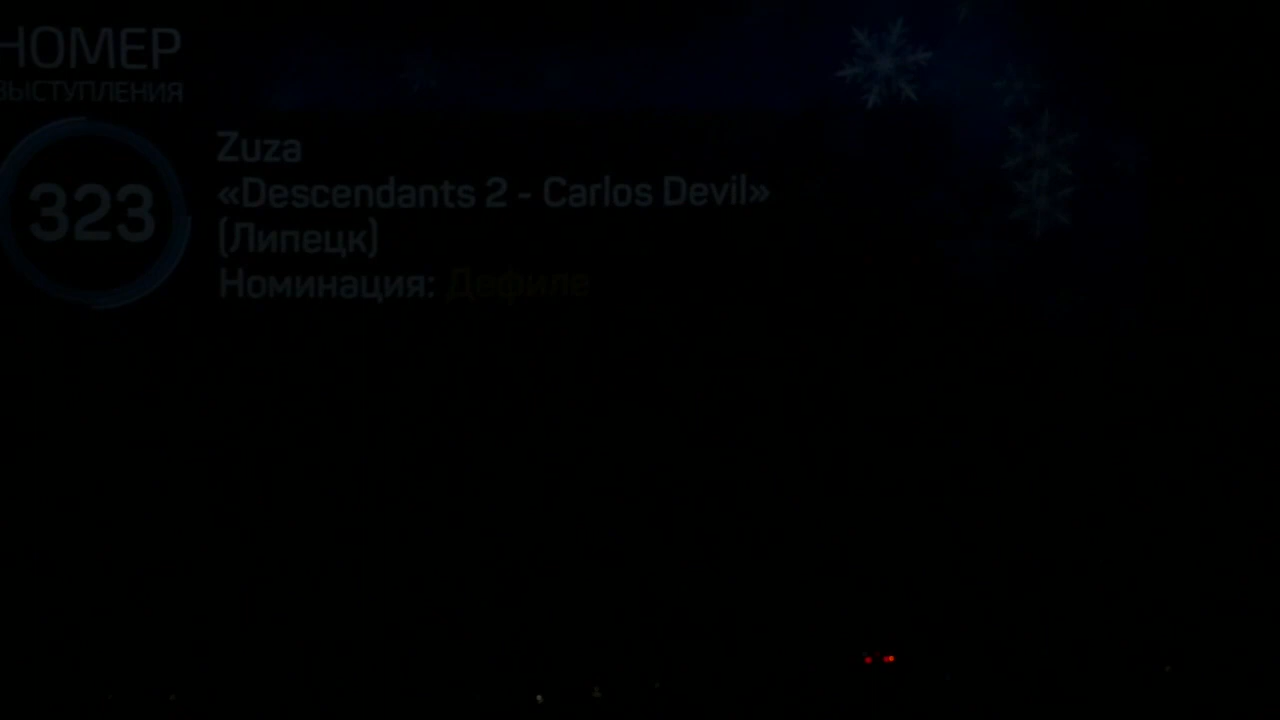 НОМЕР
ВЫСТУПЛЕНИЯ
323
Zuza
«Descendants 2 - Carlos Devil»
(Липецк)
Номинация: Дефиле